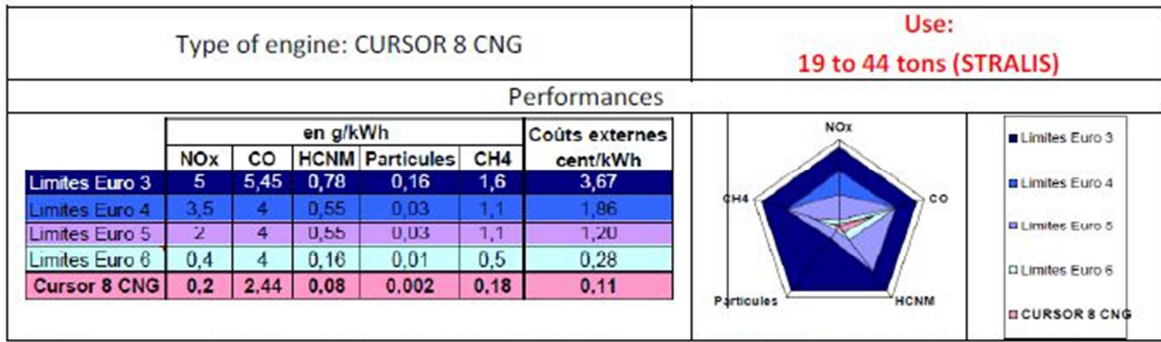 Type of engine: CURSOR 8 CNG
Use:
19 to 44 tons (STRALIS)
Performances
en g/kWh Coûts externes
NOx CO HCNM Particules CH4 cent/kWh
Limites Euro 3 5 5,45 0,78 0,16 1,6 3,67
Limites Euro 4 3,5 4 0,55 0,03 1,1 1,86
Limites Euro 5 2 4 0,55 0,03 1,1 1,20
Limites Euro 6 0,4 4 0,16 0,01 0,5 0,28
Cursor 8 CNG 0,2 2,44 0,08 0,002 0,18 0,11
NOx
CO
HCNM
Particules
CH4
Limites Euro 3
Limites Euro 4
Limites Euro 5
Limites Euro 6
CURSOR 8 CNG